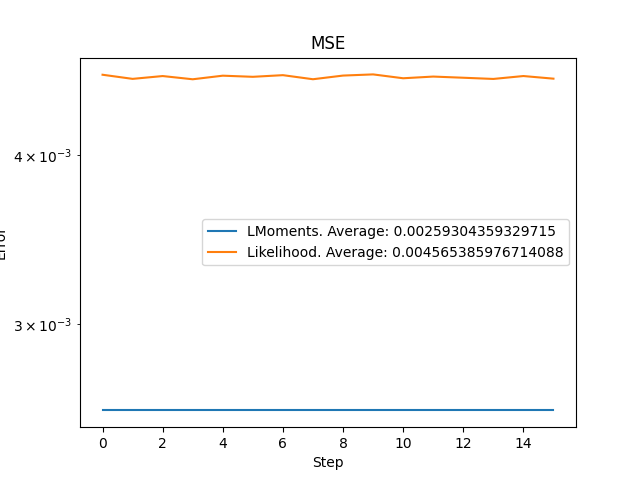 MSE
4 × 10⁻³
3 × 10⁻³
Error
LMoments. Average: 0.00259304359329715
Likelihood. Average: 0.004565385976714088
0 2 4 6 8 10 12 14
Step